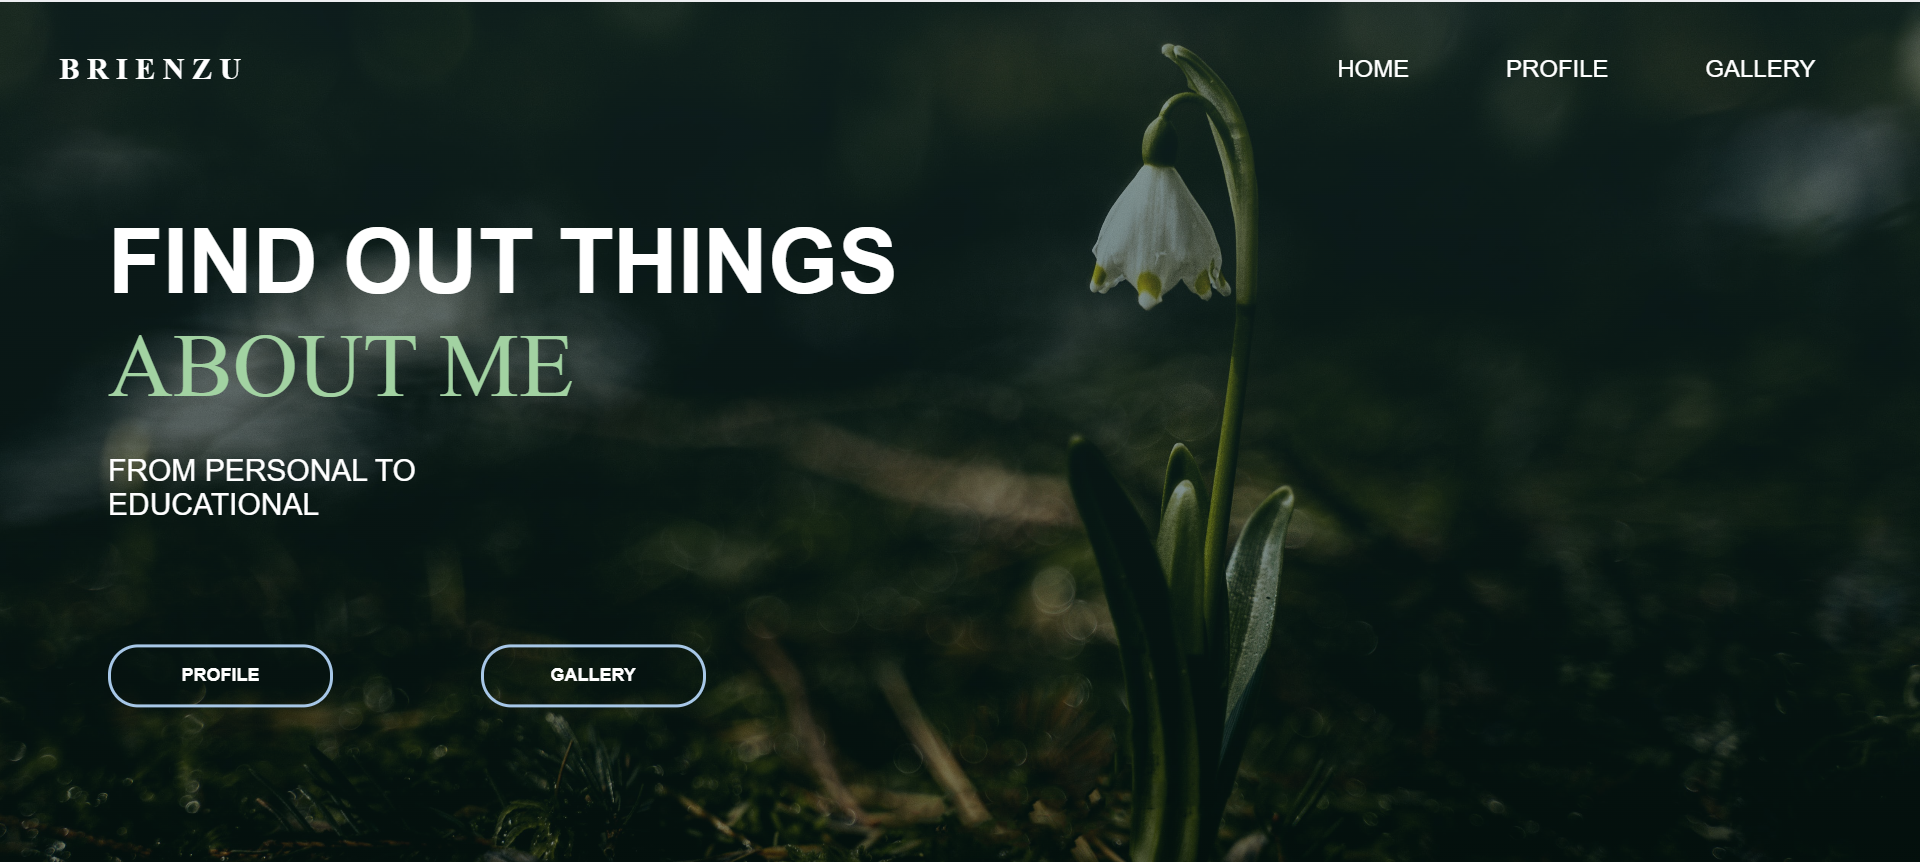 BRIENZU
HOME PROFILE GALLERY
FIND OUT THINGS
ABOUT ME
FROM PERSONAL TO
EDUCATIONAL
PROFILE GALLERY